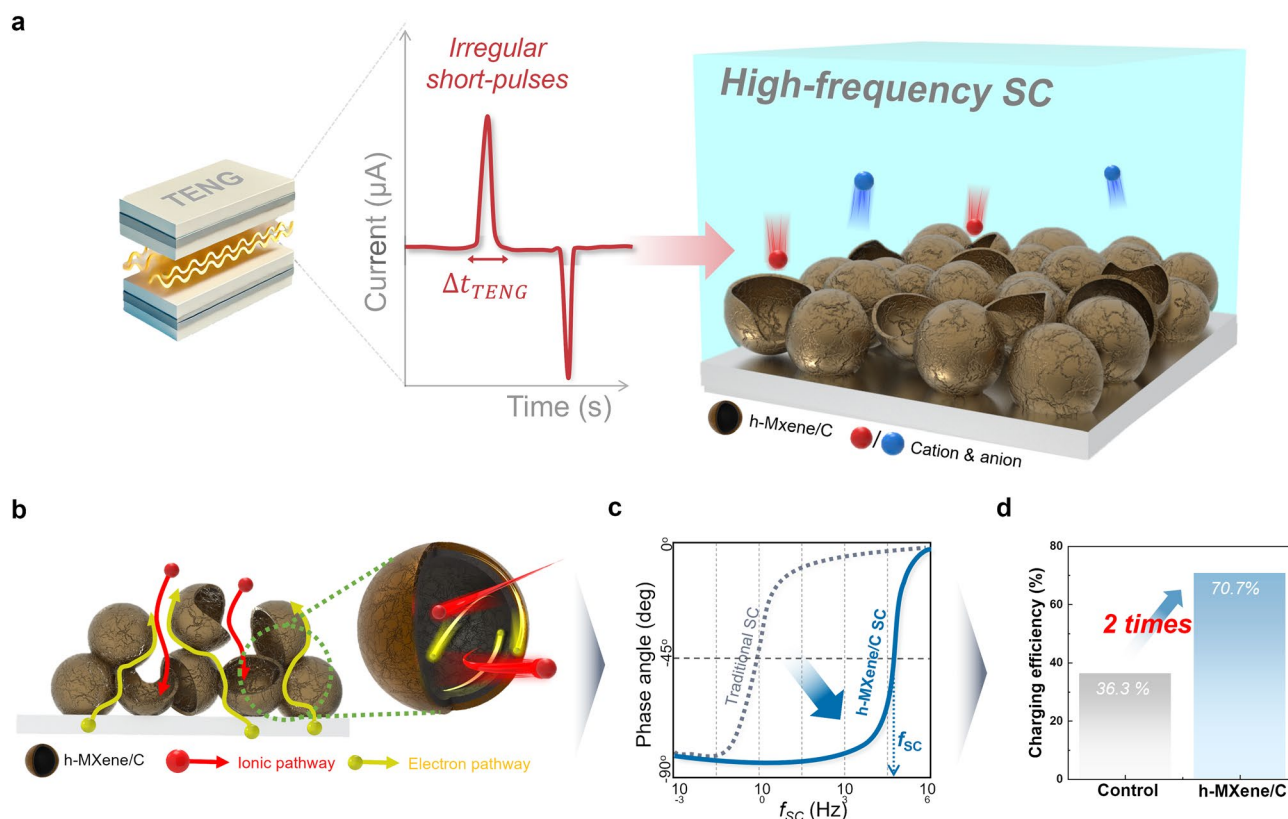 a
Irregular
short-pulses
High-frequency SC
TENG
Current (µA)
Δt_TENG
Time (s)
h-Mxene/C
/
Cation & anion
b
h-MXene/C
Ionic pathway
Electron pathway
c
Phase angle (deg)
0°
-45°
-90°
Traditional SC
h-MXene/C SC
f_SC
10 -3
10 0
10 3
10 6
f_SC (Hz)
d
Charging efficiency (%)
80
60
40
20
0
2 times
36.3 %
70.7%
Control
h-MXene/C